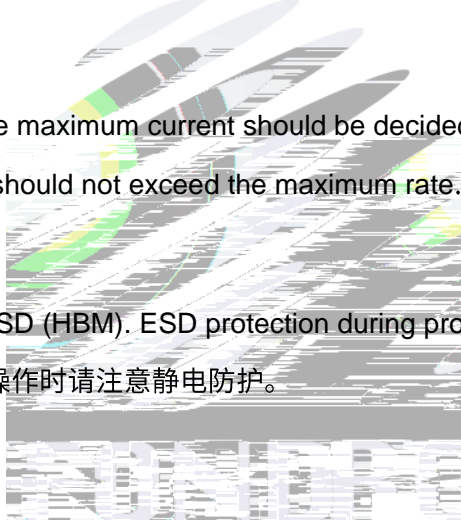 e maximum current should be decided
should not exceed the maximum rate.
SD (HBM). ESD protection during pro
操作时请注意静电防护。